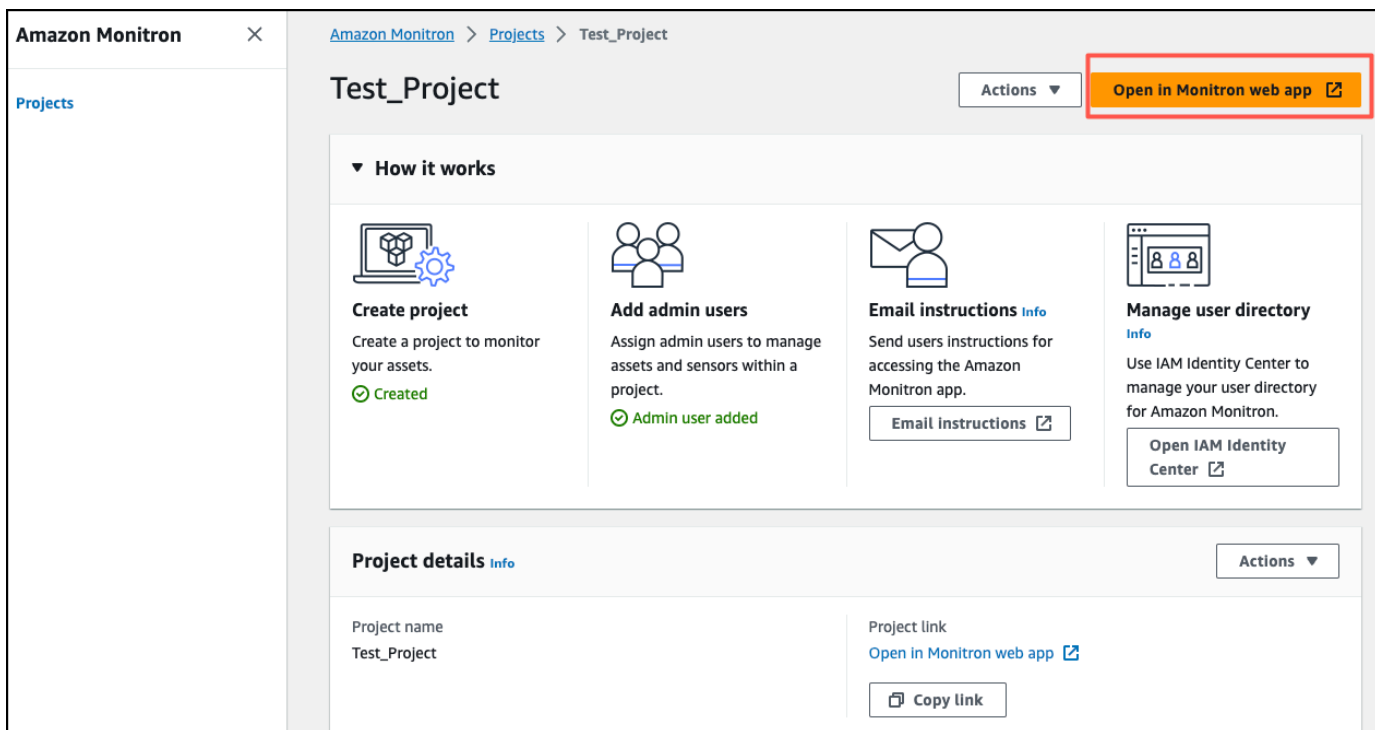 Amazon Monitron
Projects
Amazon Monitron > Projects > Test_Project
Test_Project
Actions
Open in Monitron web app
How it works
Create project
Create a project to monitor
your assets.
Created
Add admin users
Assign admin users to manage
assets and sensors within a
project.
Admin user added
Email instructions Info
Send users instructions for
accessing the Amazon
Monitron app.
Email instructions
Manage user directory
Info
Use IAM Identity Center to
manage your user directory
for Amazon Monitron.
Open IAM Identity
Center
Project details Info
Actions
Project name
Test_Project
Project link
Open in Monitron web app
Copy link